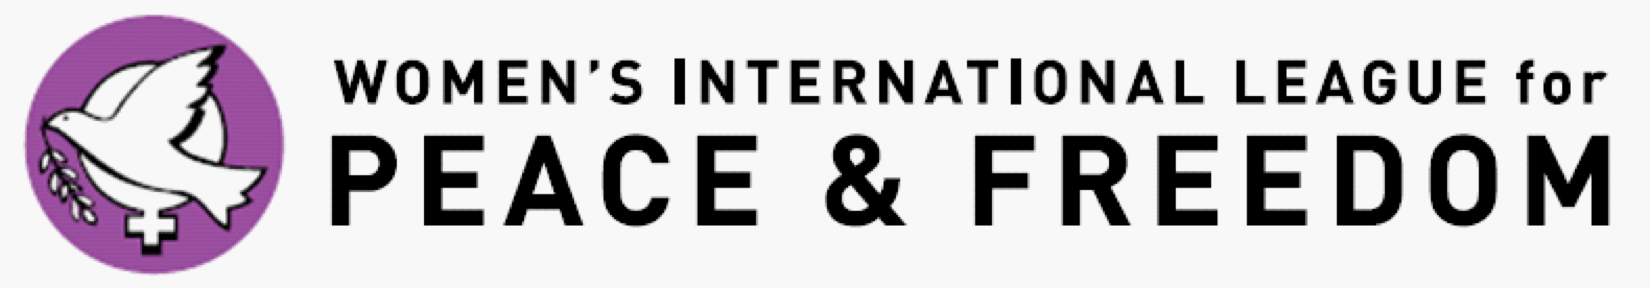 WOMEN'S INTERNATIONAL LEAGUE for
PEACE & FREEDOM